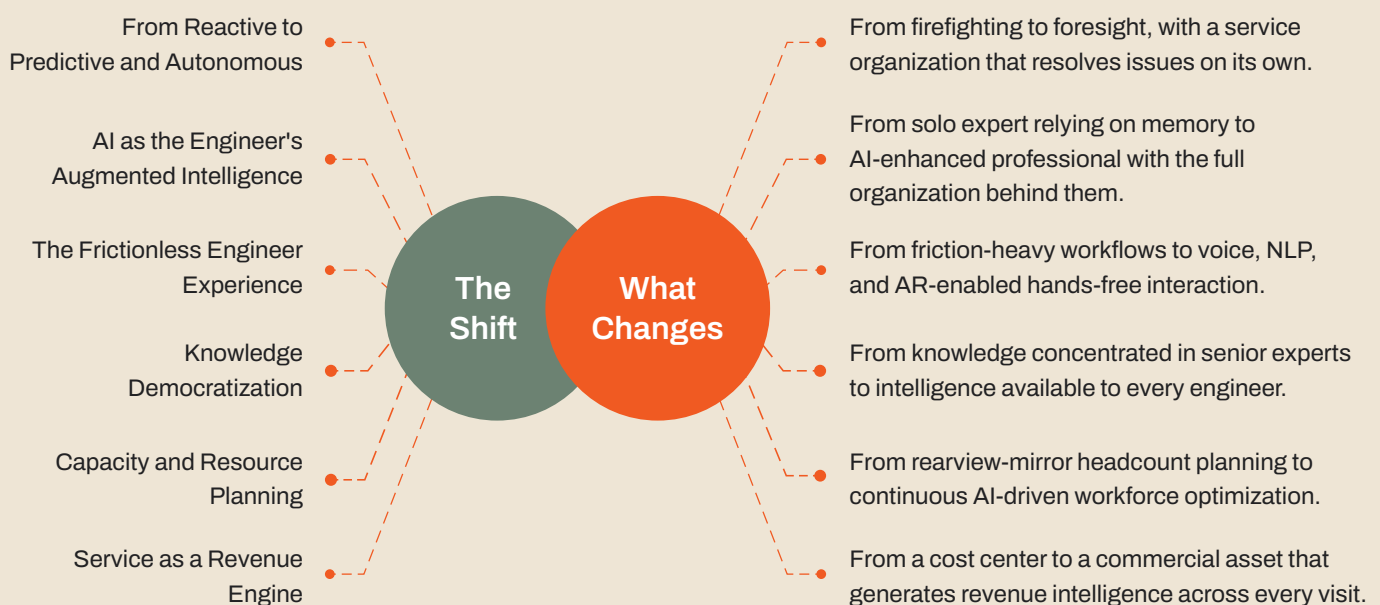 From Reactive to
Predictive and Autonomous
AI as the Engineer's
Augmented Intelligence
The Frictionless Engineer
Experience
Knowledge
Democratization
Capacity and Resource
Planning
Service as a Revenue
Engine
The
Shift
What
Changes
From firefighting to foresight, with a service
organization that resolves issues on its own.
From solo expert relying on memory to
AI-enhanced professional with the full
organization behind them.
From friction-heavy workflows to voice, NLP,
and AR-enabled hands-free interaction.
From knowledge concentrated in senior experts
to intelligence available to every engineer.
From rearview-mirror headcount planning to
continuous AI-driven workforce optimization.
From a cost center to a commercial asset that
generates revenue intelligence across every visit.